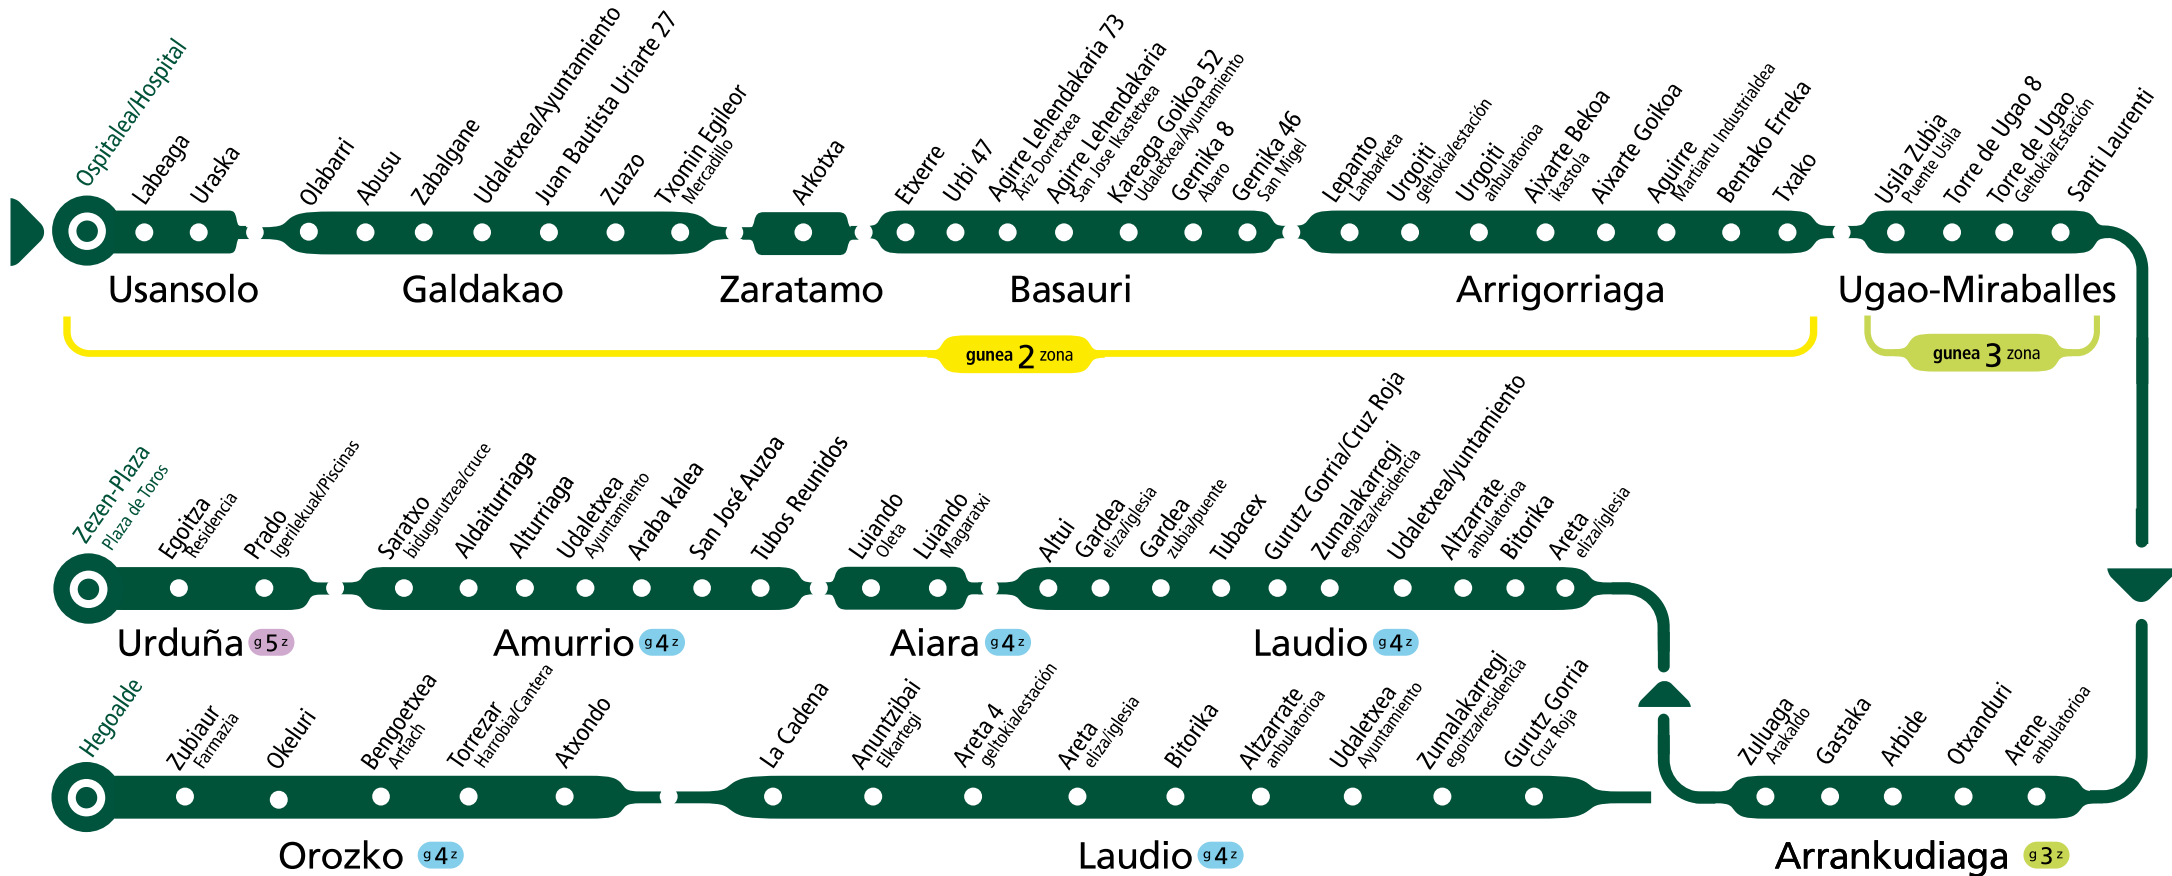 Ospitalea/Hospital
Labeaga
Uraska
Olabarri
Abusu
Zabalgane
Udaletxea/Ayuntamiento
Juan Bautista Uriarte 27
Zuazo
Txomin Egileor
Mercadillo
Arkotxa
Etxerre
Urbi 47
Agirre Lehendakaria 73
Ariz Dorretxea
Agirre Lehendakaria
San Jose Ikastetxea
Kareaga Goikoa 52
Udaletxea/Ayuntamiento
Gernika 8
Abaro
Gernika 46
San Migel
Lepanto
Lanbarketa
Urgoiti
geltokia/estación
Urgoiti
anbulatorioa
Aixarte Bekoa
ikastola
Aixarte Goikoa
Aguirre
Martiartu Industrialdea
Bentako Erreka
Txako
Usila Zubia
Puente Usila
Torre de Ugao 8
Torre de Ugao
Geltokia/Estación
Santi Laurenti
Usansolo
Galdakao
Zaratamo
Basauri
Arrigorriaga
Ugao-Miraballes
gunea 2 zona
gunea 3 zona
Zezen-Plaza
Plaza de Toros
Egoitza
Residencia
Prado
Igerilekuak/Piscinas
Saratxo
bidugurutzea/cruce
Aldaiturriaga
Alturriaga
Udaletxea
Ayuntamiento
Araba kalea
San José Auzoa
Tubos Reunidos
Luiando
Oleta
Luiando
Magaratxi
Altui
Gardea
eliza/iglesia
Gardea
zubia/puente
Tubacex
Gurutz Gorria/Cruz Roja
Zumalakarregi
egoitza/residencia
Udaletxea/yuntamiento
Altzarrate
anbulatorioa
Bitorika
Areta
eliza/iglesia
Urduña g5z
Amurrio g4z
Aiara g4z
Laudio g4z
Hegoalde
Zubiaur
Farmazia
Okeluri
Bengoetxea
Artiach
Torrezar
Harrobia/Cantera
Atxondo
La Cadena
Anuntzibai
Elkartegi
Areta 4
geltokia/estación
Areta
eliza/iglesia
Bitorika
Altzarrate
anbulatorioa
Udaletxea
Ayuntamiento
Zumalakarregi
egoitza/residencia
Gurutz Gorria
Cruz Roja
Zuluaga
Arakaldo
Gastaka
Arbide
Otxanduri
Arene
anbulatorioa
Orozko g4z
Laudio g4z
Arrankudiaga g3z